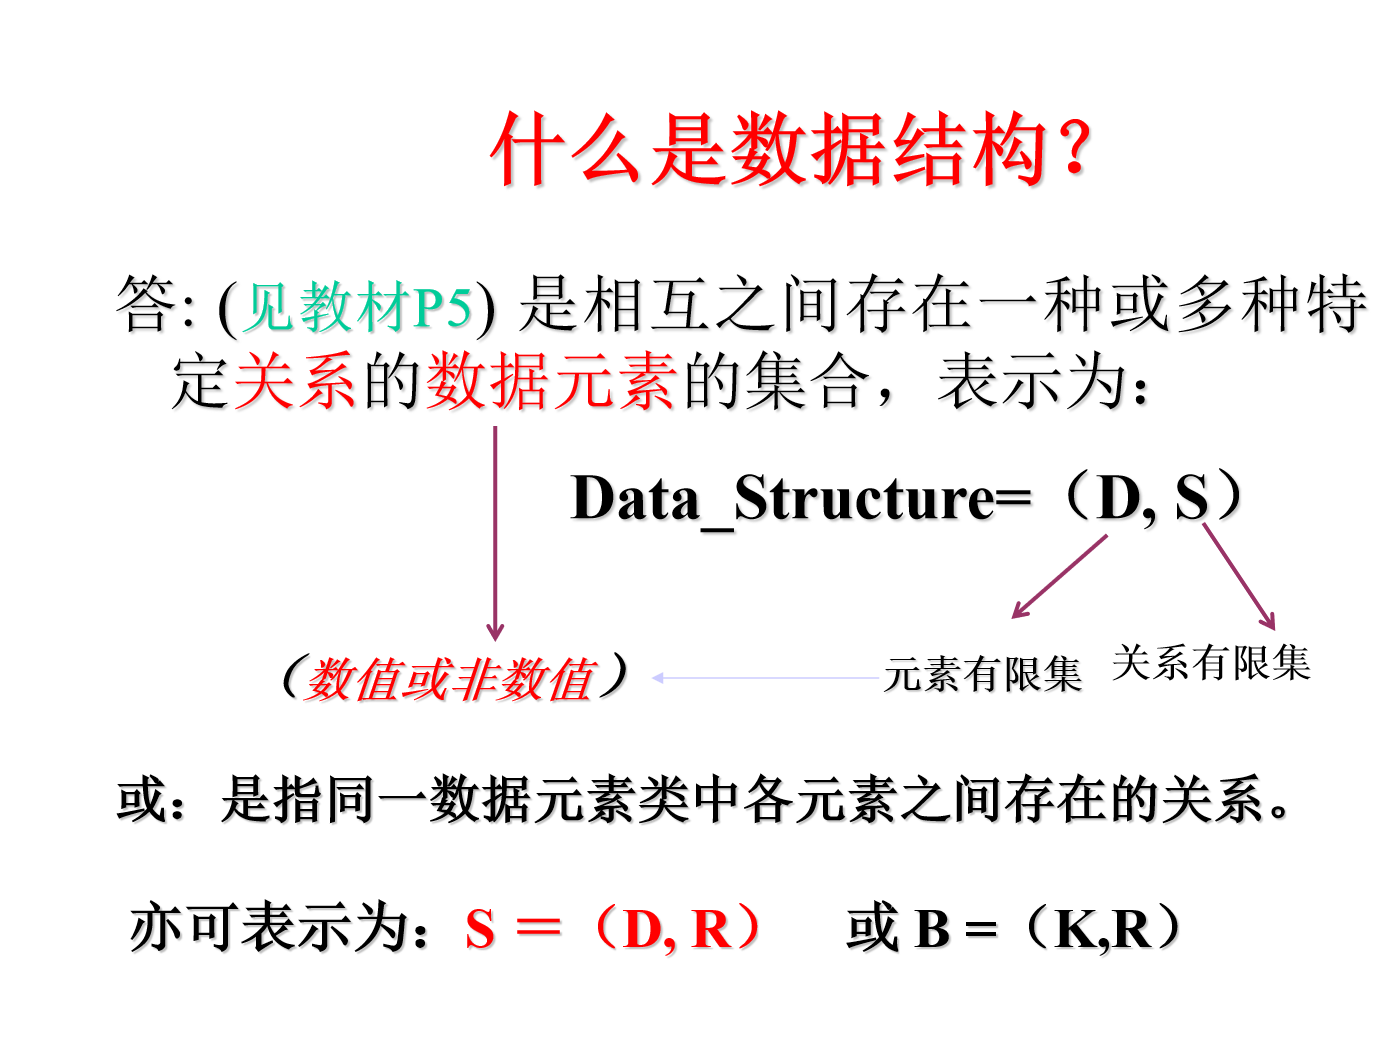 什么是数据结构？
答: (见教材P5) 是相互之间存在一种或多种特
定关系的数据元素的集合，表示为：
Data_Structure=（D, S）
（数值或非数值） 元素有限集 关系有限集
或：是指同一数据元素类中各元素之间存在的关系。
亦可表示为：S ＝（D, R） 或 B =（K,R）